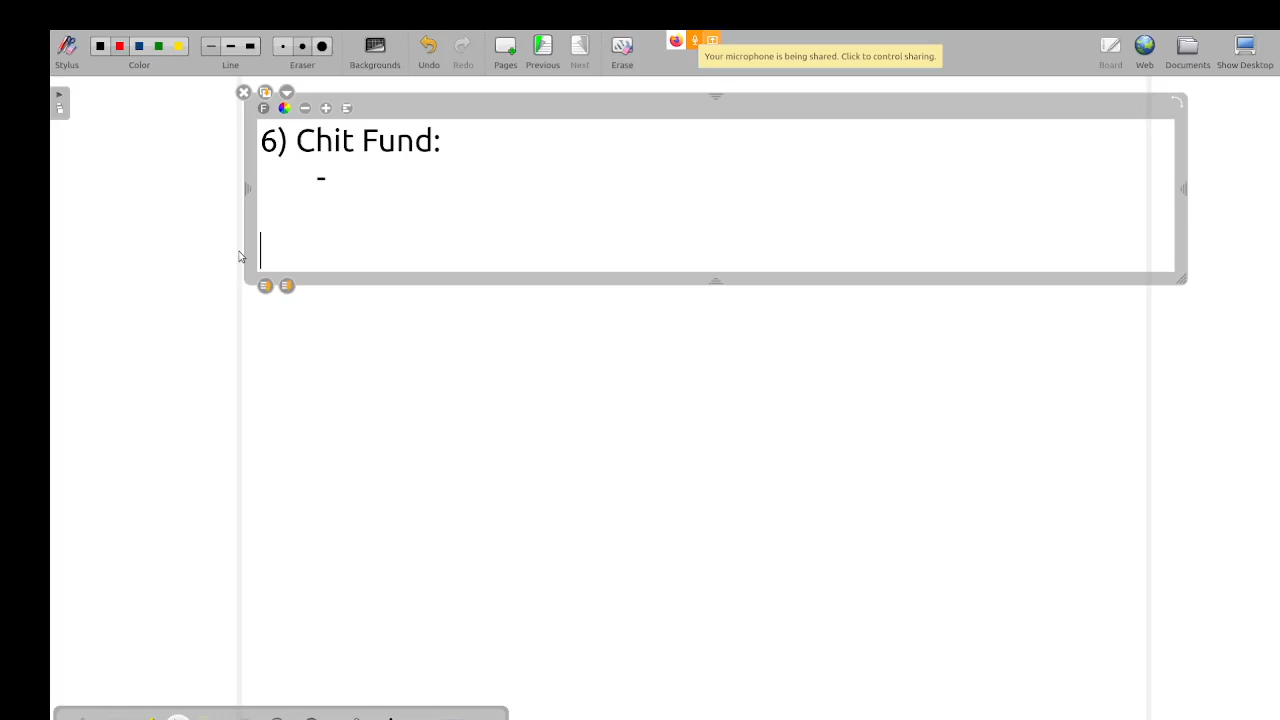 Stylus
Color
Line
Eraser
Backgrounds
Undo
Redo
Pages
Previous
Next
Erase
Your microphone is being shared. Click to control sharing.
Board
Web
Documents
Show Desktop
F
6) Chit Fund:
-